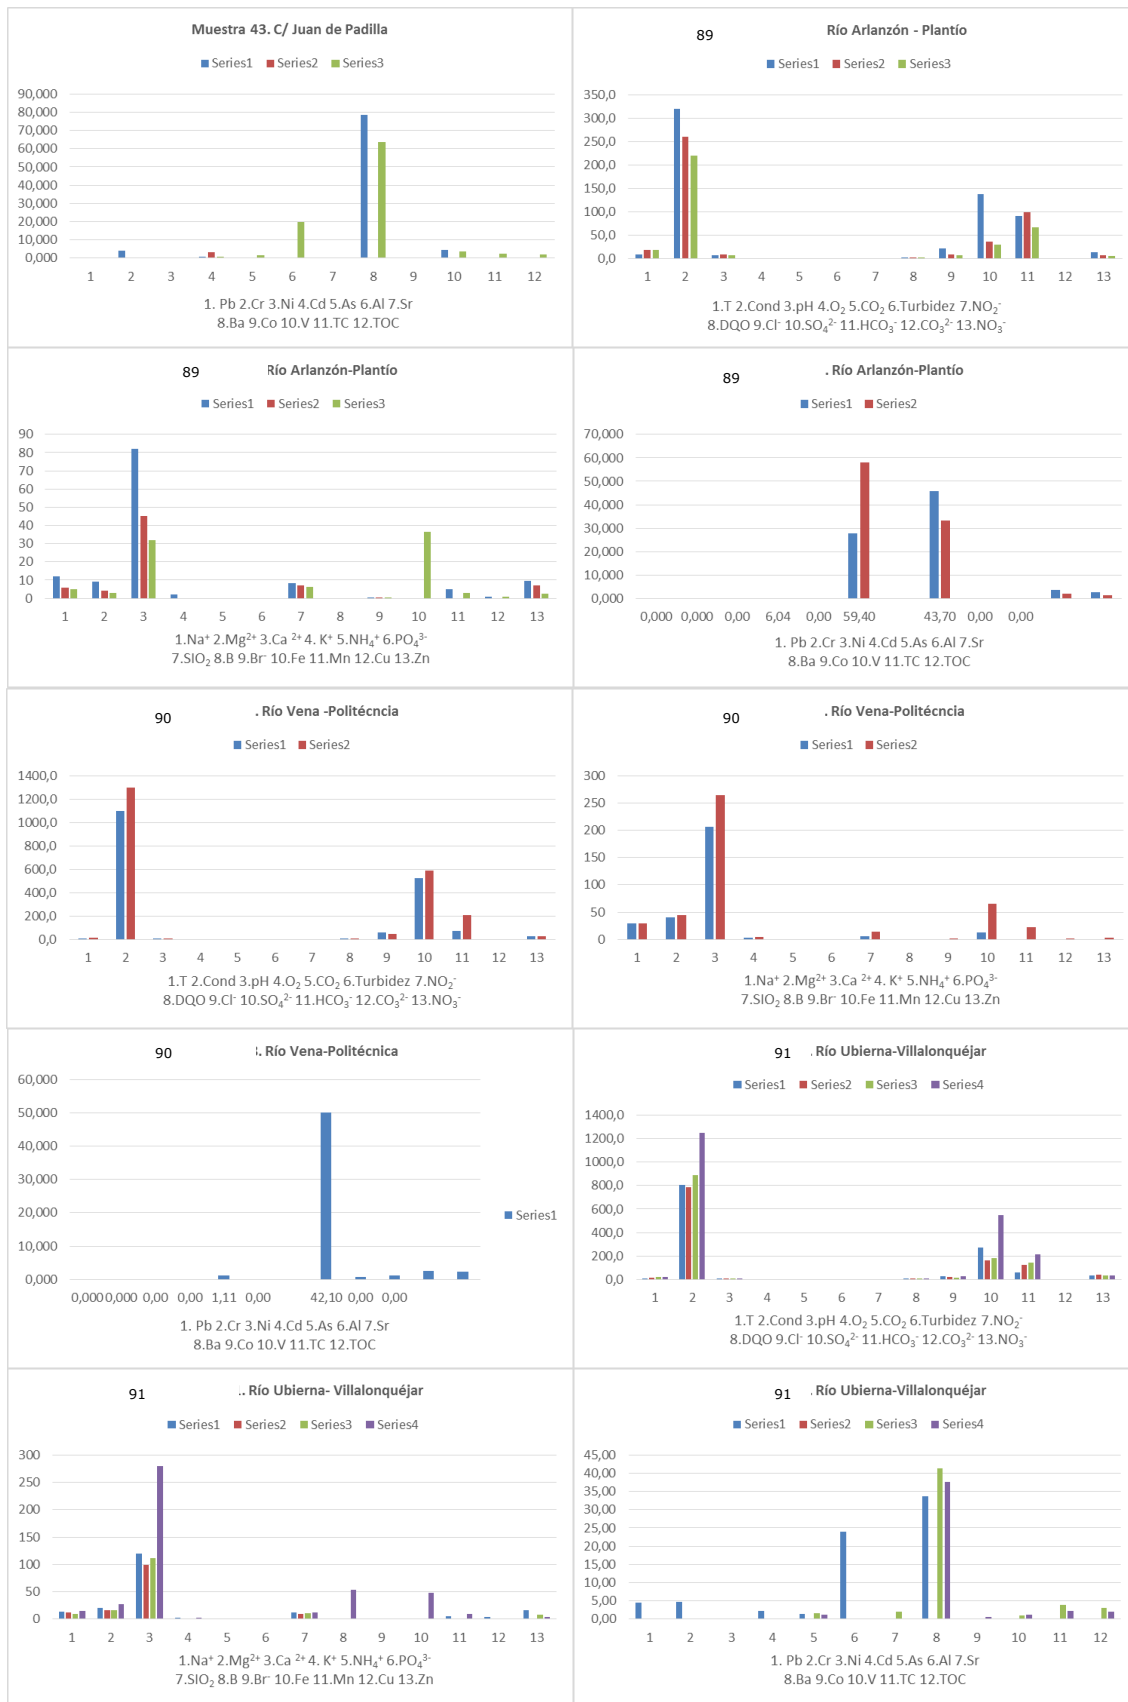 Muestra 43. C/ Juan de Padilla
Series1 Series2 Series3
90,000
80,000
70,000
60,000
50,000
40,000
30,000
20,000
10,000
0,000
1 2 3 4 5 6 7 8 9 10 11 12
1. Pb 2.Cr 3.Ni 4.Cd 5.As 6.Al 7.Sr
8.Ba 9.Co 10.V 11.TC 12.TOC
89 Río Arlanzón - Plantío
Series1 Series2 Series3
350,0
300,0
250,0
200,0
150,0
100,0
50,0
0,0
1 2 3 4 5 6 7 8 9 10 11 12 13
1.T 2.Cond 3.pH 4.O₂ 5.CO₂ 6.Turbidez 7.NO₂⁻
8.DQO 9.Cl⁻ 10.SO₄²⁻ 11.HCO₃⁻ 12.CO₃²⁻ 13.NO₃⁻
89 Río Arlanzón-Plantío
Series1 Series2 Series3
90
80
70
60
50
40
30
20
10
0
1 2 3 4 5 6 7 8 9 10 11 12 13
1.Na⁺ 2.Mg²⁺ 3.Ca ²⁺ 4. K⁺ 5.NH₄⁺ 6.PO₄³⁻
7.SIO₂ 8.B 9.Br⁻ 10.Fe 11.Mn 12.Cu 13.Zn
89 . Río Arlanzón-Plantío
Series1 Series2
70,000
60,000
50,000
40,000
30,000
20,000
10,000
0,000
0,000 0,000 0,00 6,04 0,00 59,40 43,70 0,00 0,00
1. Pb 2.Cr 3.Ni 4.Cd 5.As 6.Al 7.Sr
8.Ba 9.Co 10.V 11.TC 12.TOC
90 . Río Vena -Politécncia
Series1 Series2
1400,0
1200,0
1000,0
800,0
600,0
400,0
200,0
0,0
1 2 3 4 5 6 7 8 9 10 11 12 13
1.T 2.Cond 3.pH 4.O₂ 5.CO₂ 6.Turbidez 7.NO₂⁻
8.DQO 9.Cl⁻ 10.SO₄²⁻ 11.HCO₃⁻ 12.CO₃²⁻ 13.NO₃⁻
90 . Río Vena-Politécncia
Series1 Series2
300
250
200
150
100
50
0
1 2 3 4 5 6 7 8 9 10 11 12 13
1.Na⁺ 2.Mg²⁺ 3.Ca ²⁺ 4. K⁺ 5.NH₄⁺ 6.PO₄³⁻
7.SIO₂ 8.B 9.Br⁻ 10.Fe 11.Mn 12.Cu 13.Zn
90 . Río Vena-Politécnica
60,000
50,000
40,000
30,000
20,000
10,000
0,000
Series1
0,000 0,000 0,00 0,00 1,11 0,00 42,10 0,00 0,00
1. Pb 2.Cr 3.Ni 4.Cd 5.As 6.Al 7.Sr
8.Ba 9.Co 10.V 11.TC 12.TOC
91 . Río Ubierna-Villalonquéjar
Series1 Series2 Series3 Series4
1400,0
1200,0
1000,0
800,0
600,0
400,0
200,0
0,0
1 2 3 4 5 6 7 8 9 10 11 12 13
1.T 2.Cond 3.pH 4.O₂ 5.CO₂ 6.Turbidez 7.NO₂⁻
8.DQO 9.Cl⁻ 10.SO₄²⁻ 11.HCO₃⁻ 12.CO₃²⁻ 13.NO₃⁻
91 .. Río Ubierna- Villalonquéjar
Series1 Series2 Series3 Series4
300
250
200
150
100
50
0
1 2 3 4 5 6 7 8 9 10 11 12 13
1.Na⁺ 2.Mg²⁺ 3.Ca ²⁺ 4. K⁺ 5.NH₄⁺ 6.PO₄³⁻
7.SIO₂ 8.B 9.Br⁻ 10.Fe 11.Mn 12.Cu 13.Zn
91 . Río Ubierna-Villalonquéjar
Series1 Series2 Series3 Series4
45,00
40,00
35,00
30,00
25,00
20,00
15,00
10,00
5,00
0,00
1 2 3 4 5 6 7 8 9 10 11 12
1. Pb 2.Cr 3.Ni 4.Cd 5.As 6.Al 7.Sr
8.Ba 9.Co 10.V 11.TC 12.TOC